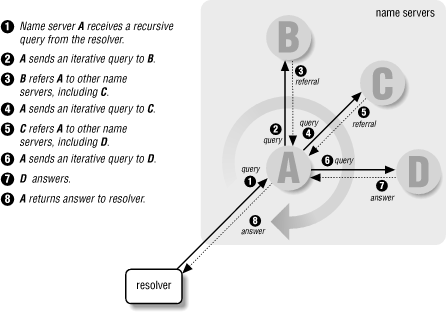 1 Name server A receives a recursive
query from the resolver.
2 A sends an iterative query to B.
3 B refers A to other name
servers, including C.
4 A sends an iterative query to C.
5 C refers A to other name
servers, including D.
6 A sends an iterative query to D.
7 D answers.
8 A returns answer to resolver.
name servers
B
3
referral
C
2
query
query
4
5
referral
A
6 query
D
7
answer
query
1
8
answer
resolver